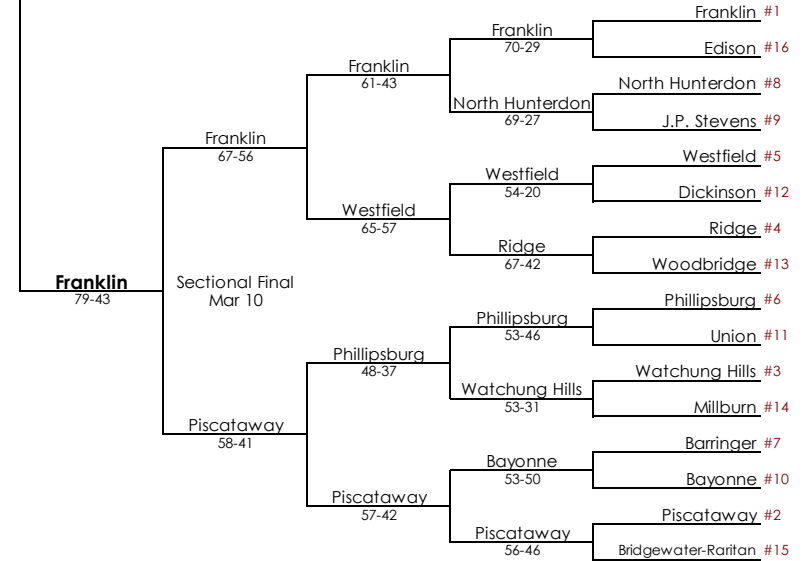 Franklin #1
Franklin
70-29
Edison #16
Franklin
61-43
North Hunterdon #8
North Hunterdon
69-27
J.P. Stevens #9
Franklin
67-56
Westfield #5
Westfield
54-20
Dickinson #12
Westfield
65-57
Ridge #4
Ridge
67-42
Woodbridge #13
Franklin
79-43
Sectional Final
Mar 10
Phillipsburg #6
Phillipsburg
53-46
Union #11
Phillipsburg
48-37
Watchung Hills #3
Watchung Hills
53-31
Millburn #14
Piscataway
58-41
Barringer #7
Bayonne
53-50
Bayonne #10
Piscataway
57-42
Piscataway #2
Piscataway
56-46
Bridgewater-Raritan #15